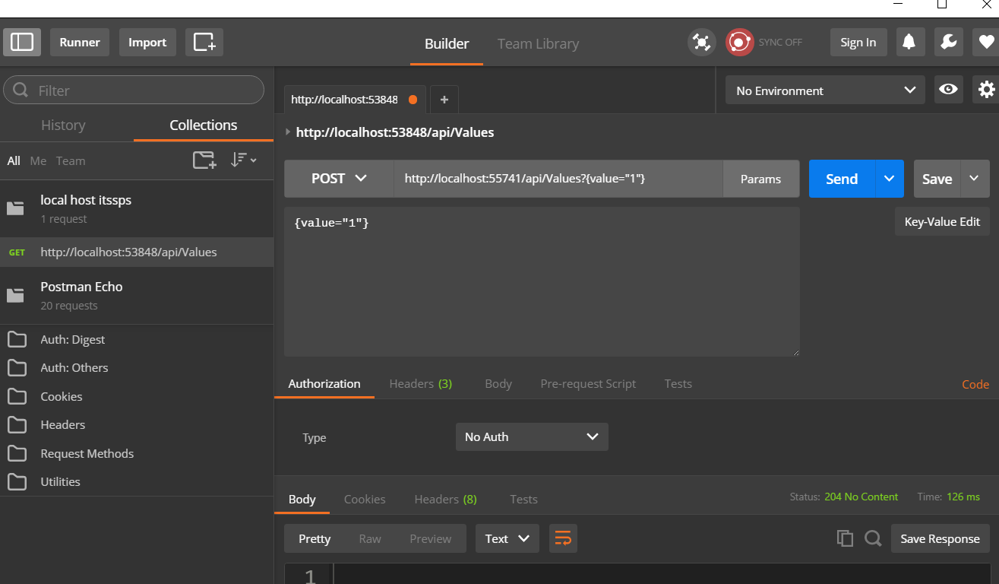 Runner
Import
Builder
Team Library
SYNC OFF
Sign In
Filter
History
Collections
All Me Team
local host itssps
1 request
GET http://localhost:53848/api/Values
Postman Echo
20 requests
Auth: Digest
Auth: Others
Cookies
Headers
Request Methods
Utilities
http://localhost:53848
+
No Environment
http://localhost:53848/api/Values
POST
http://localhost:55741/api/Values?{value="1"}
Params
Send
Save
{value="1"}
Key-Value Edit
Authorization
Headers (3)
Body
Pre-request Script
Tests
Code
Type
No Auth
Body
Cookies
Headers (8)
Tests
Status: 204 No Content
Time: 126 ms
Pretty
Raw
Preview
Text
Save Response
1